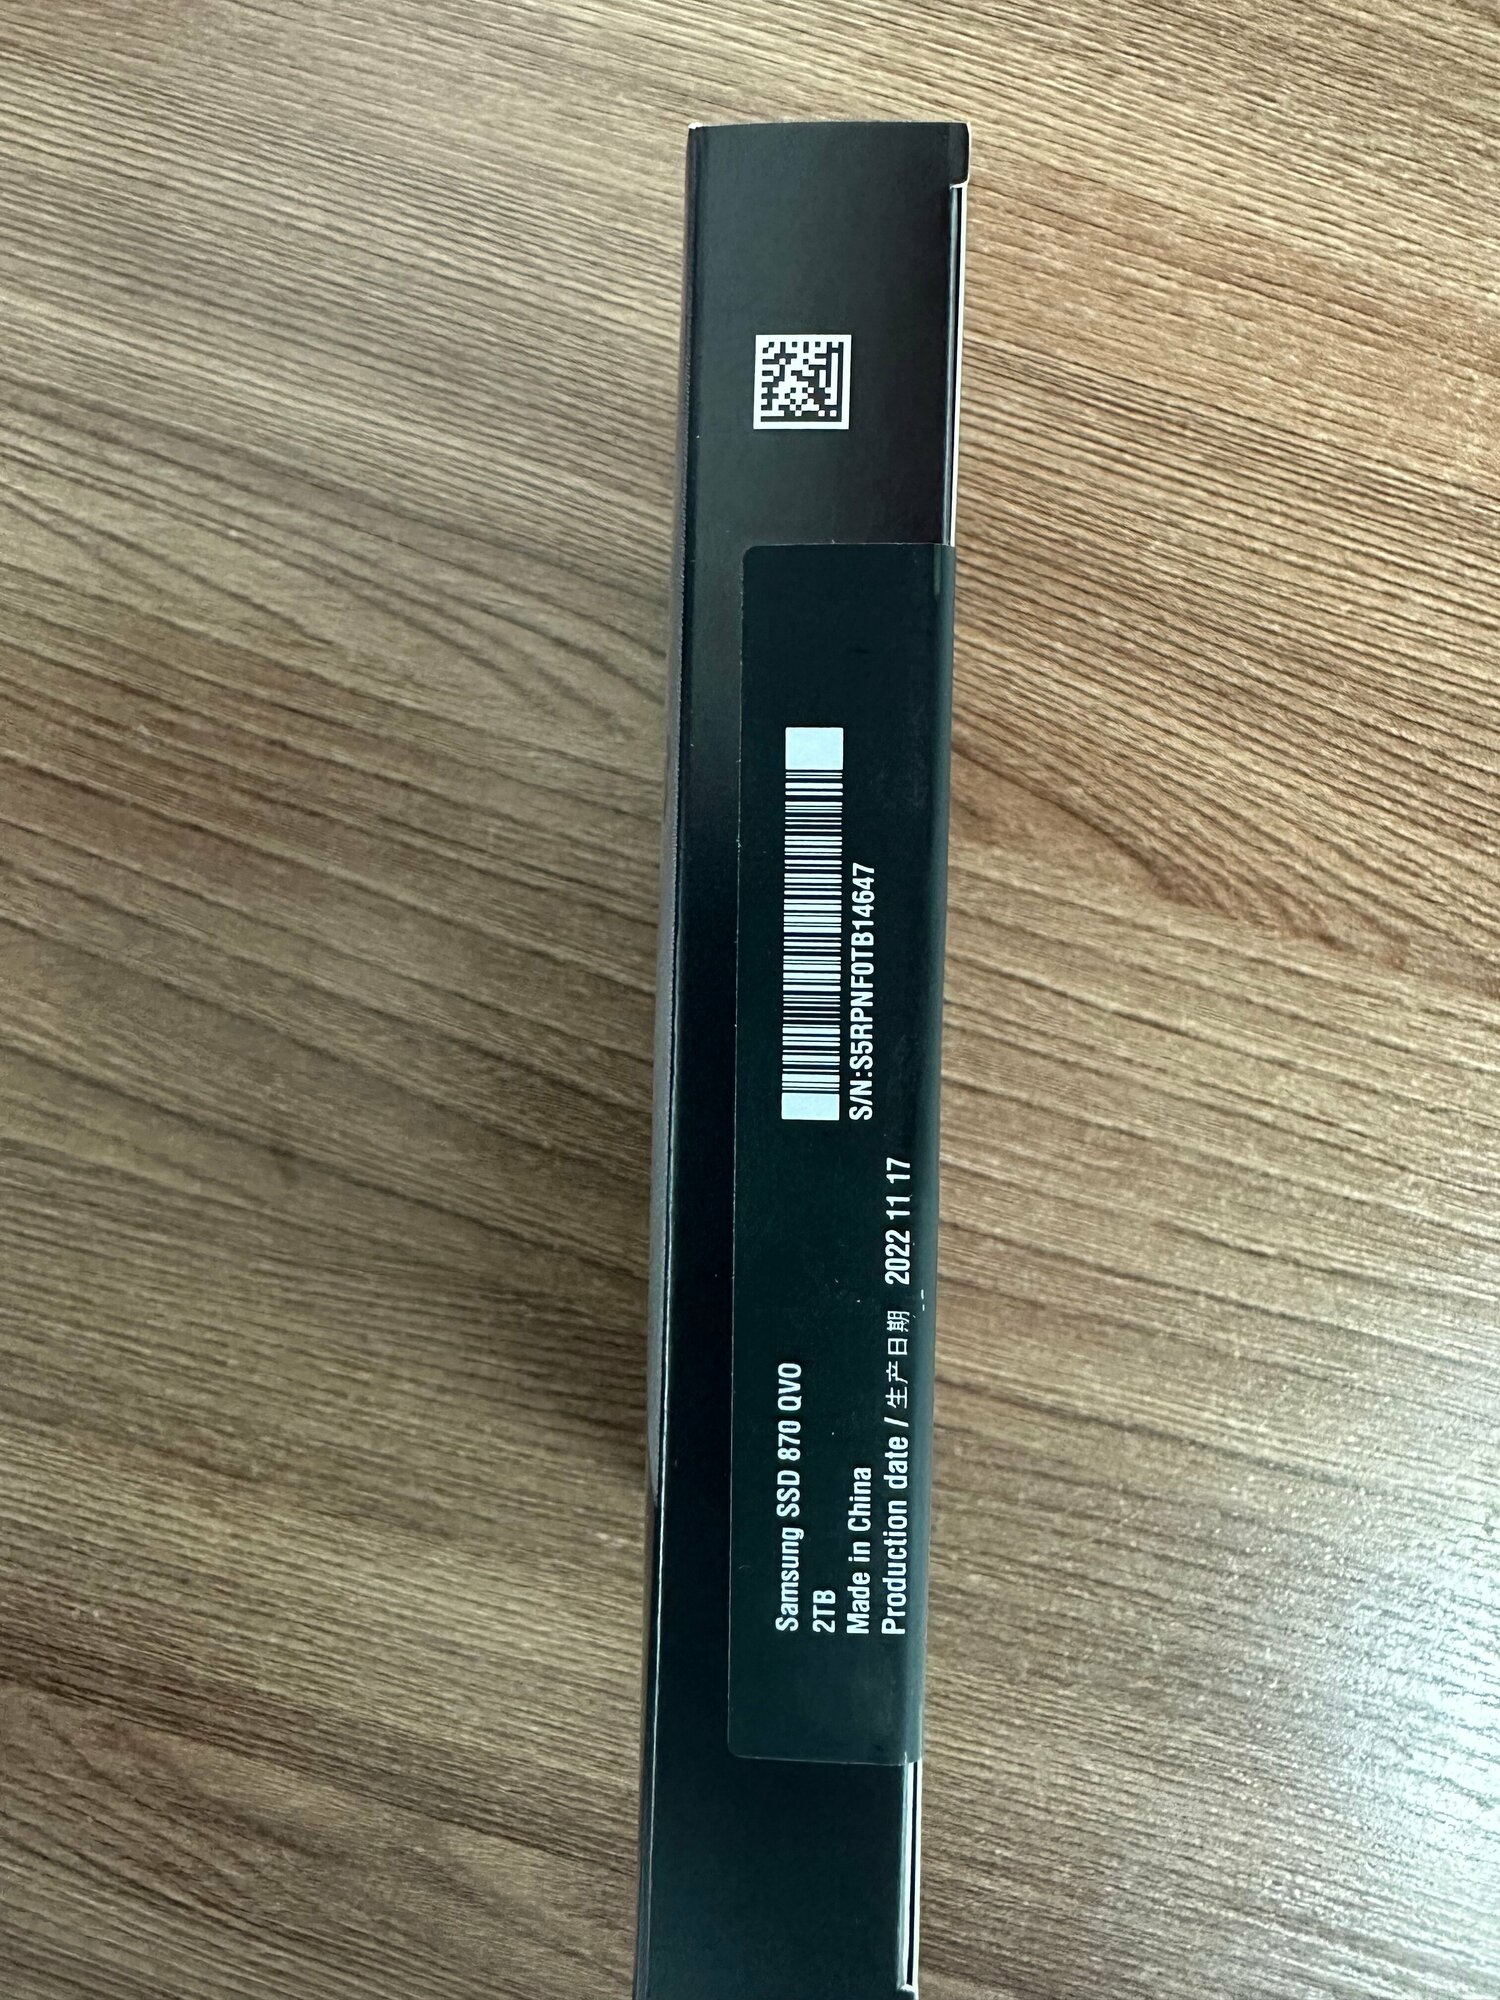 Samsung SSD 870 QVO
2TB
Made in China
Production date / 生产日期 2022 11 17
S/N:S5RPNF0TB14647